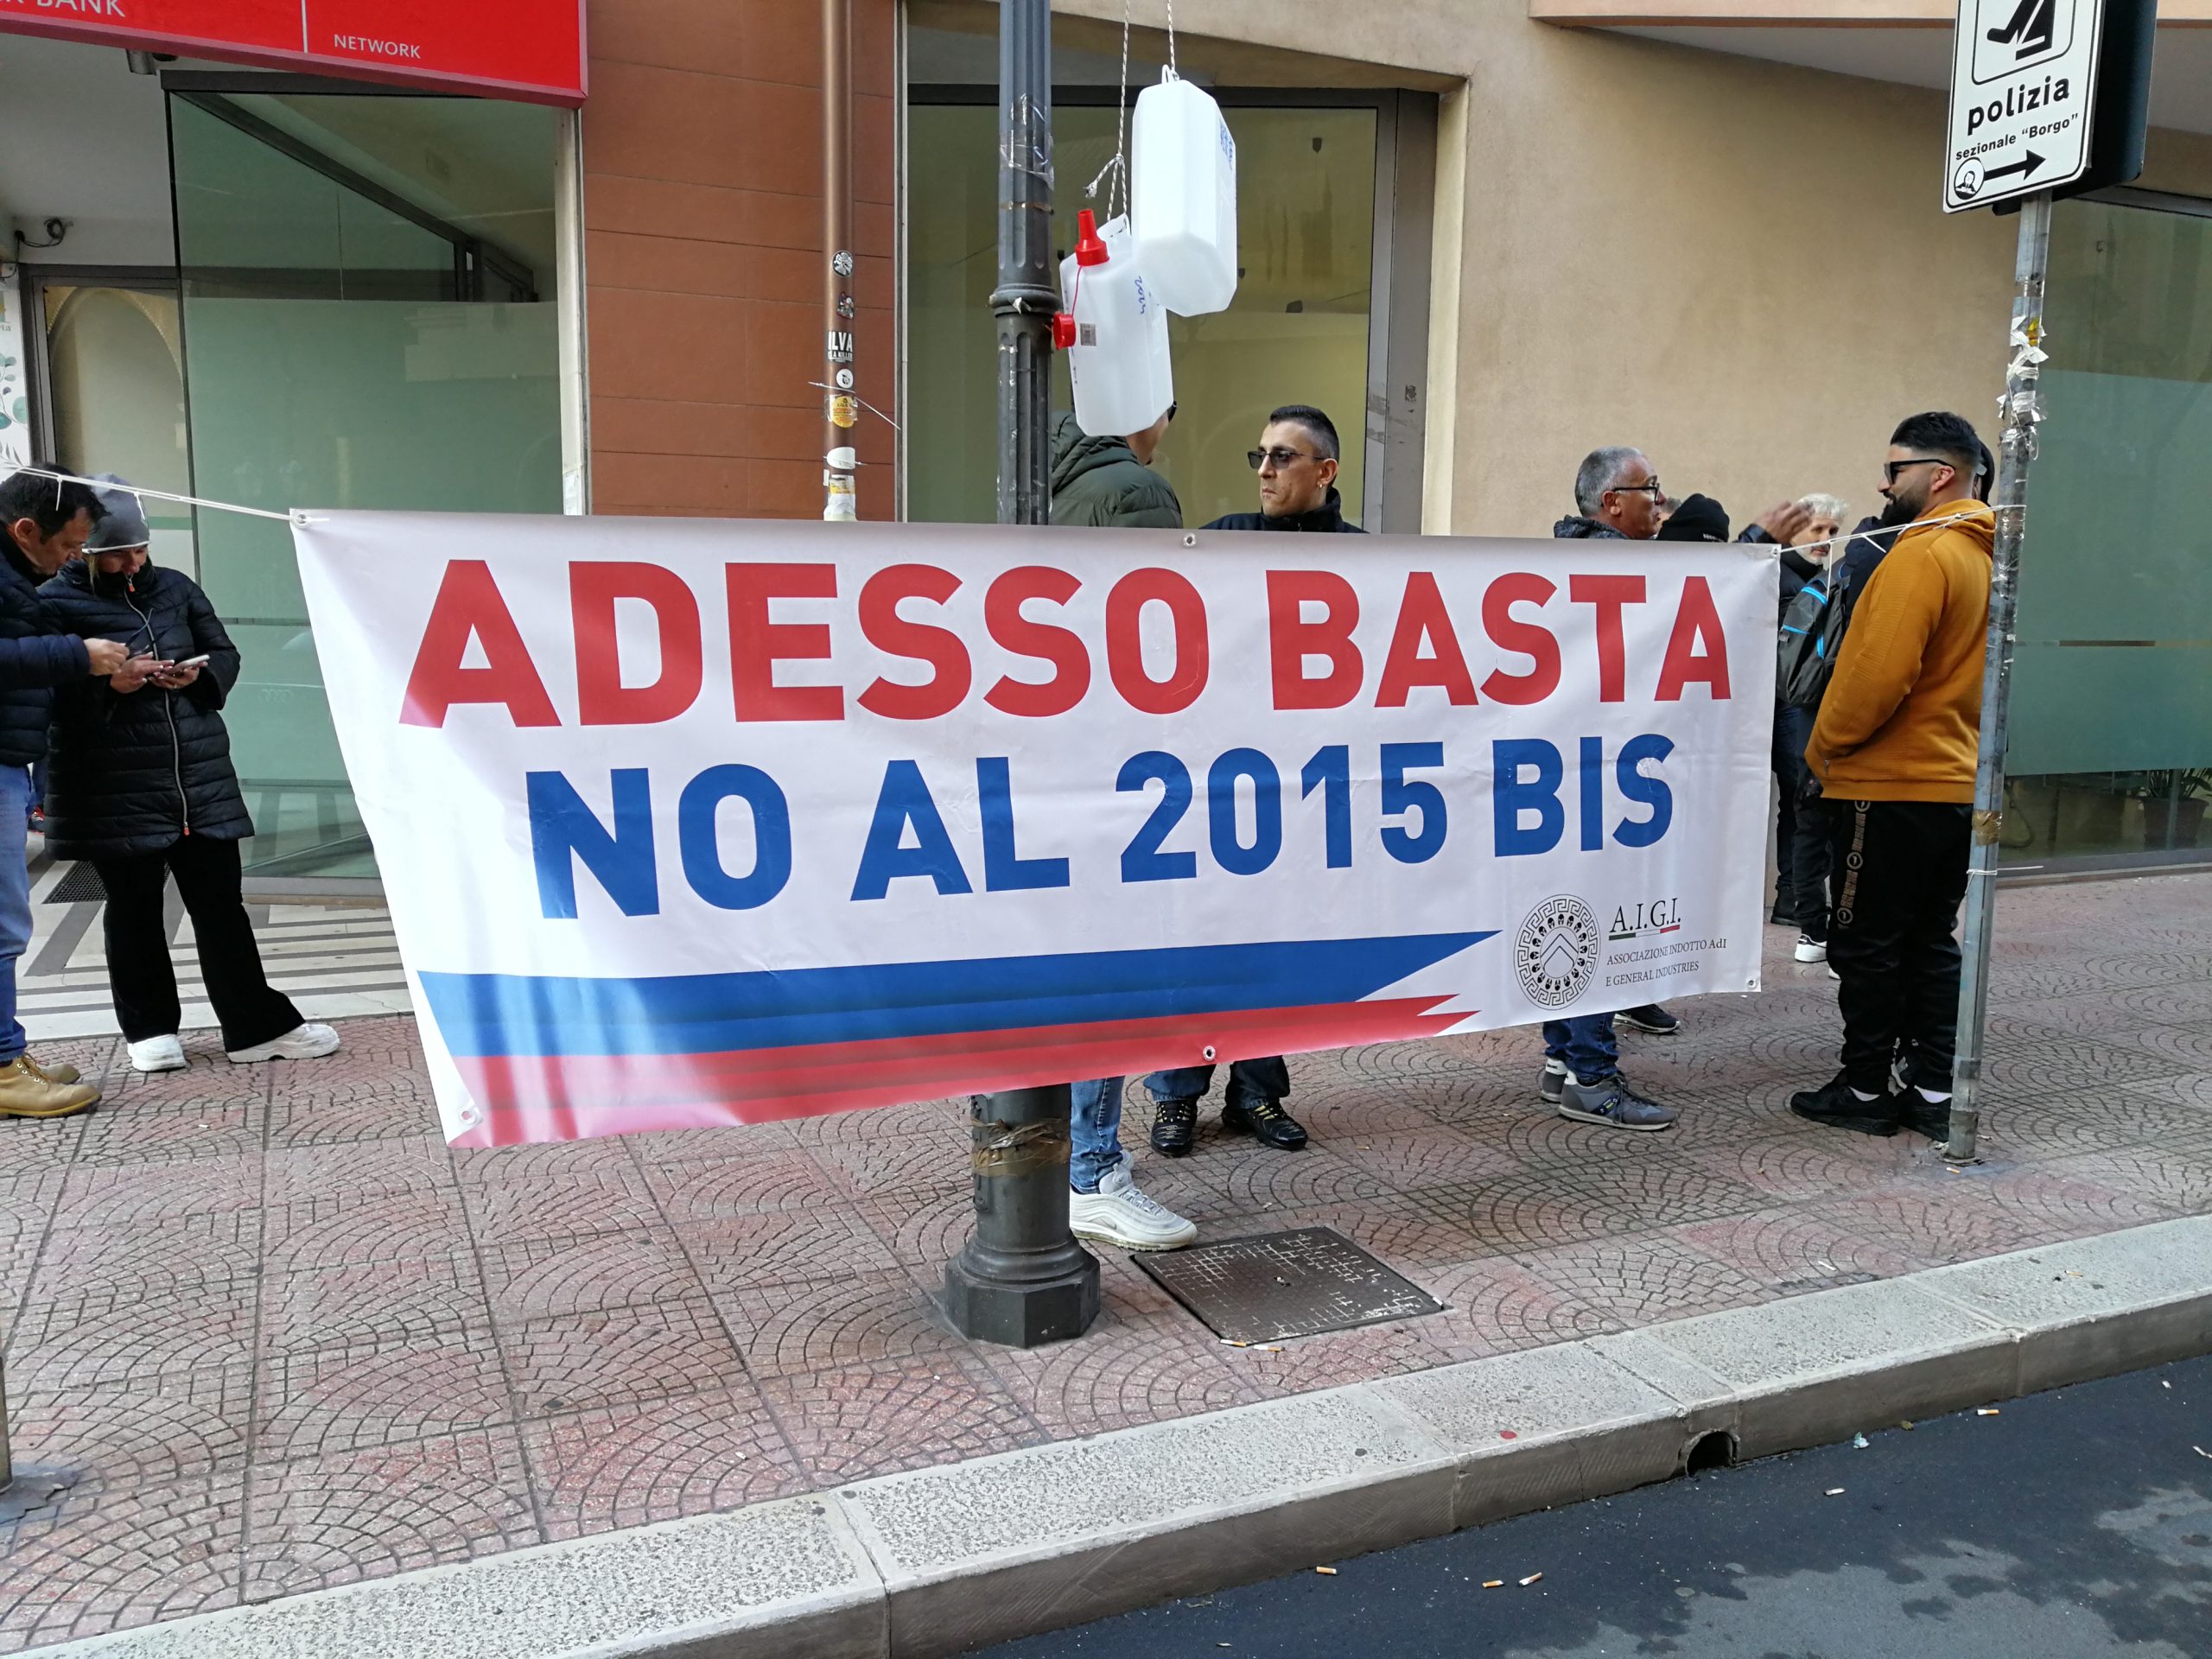 BANK
NETWORK
polizia
sezionale "Borgo"
ILVA
ADESSO BASTA
NO AL 2015 BIS
A.I.G.I.
ASSOCIAZIONE INDOTTO AdI
E GENERAL INDUSTRIES